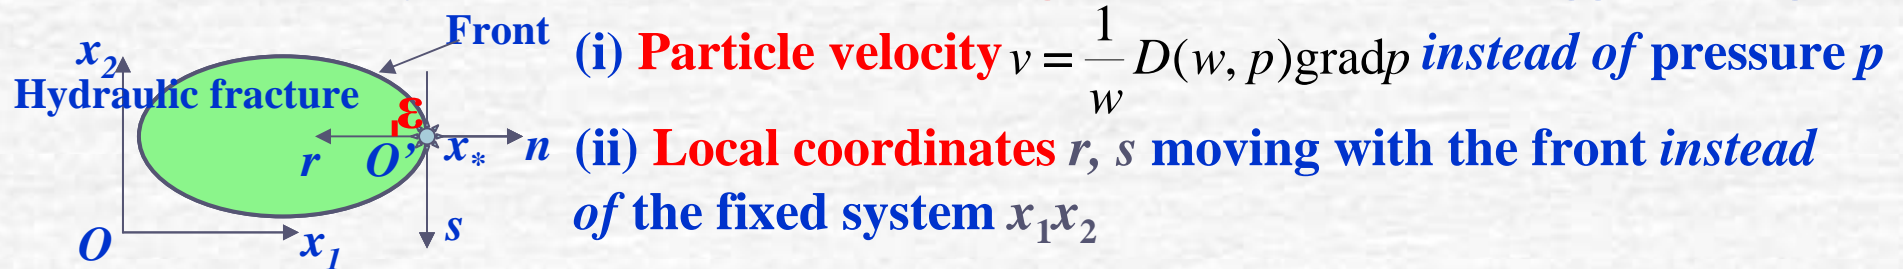 Front
x₂
Hydraulic fracture
ε
r O' x* n
O x₁ s
(i) Particle velocity v = 1/w D(w, p)gradp instead of pressure p
(ii) Local coordinates r, s moving with the front instead
of the fixed system x₁x₂